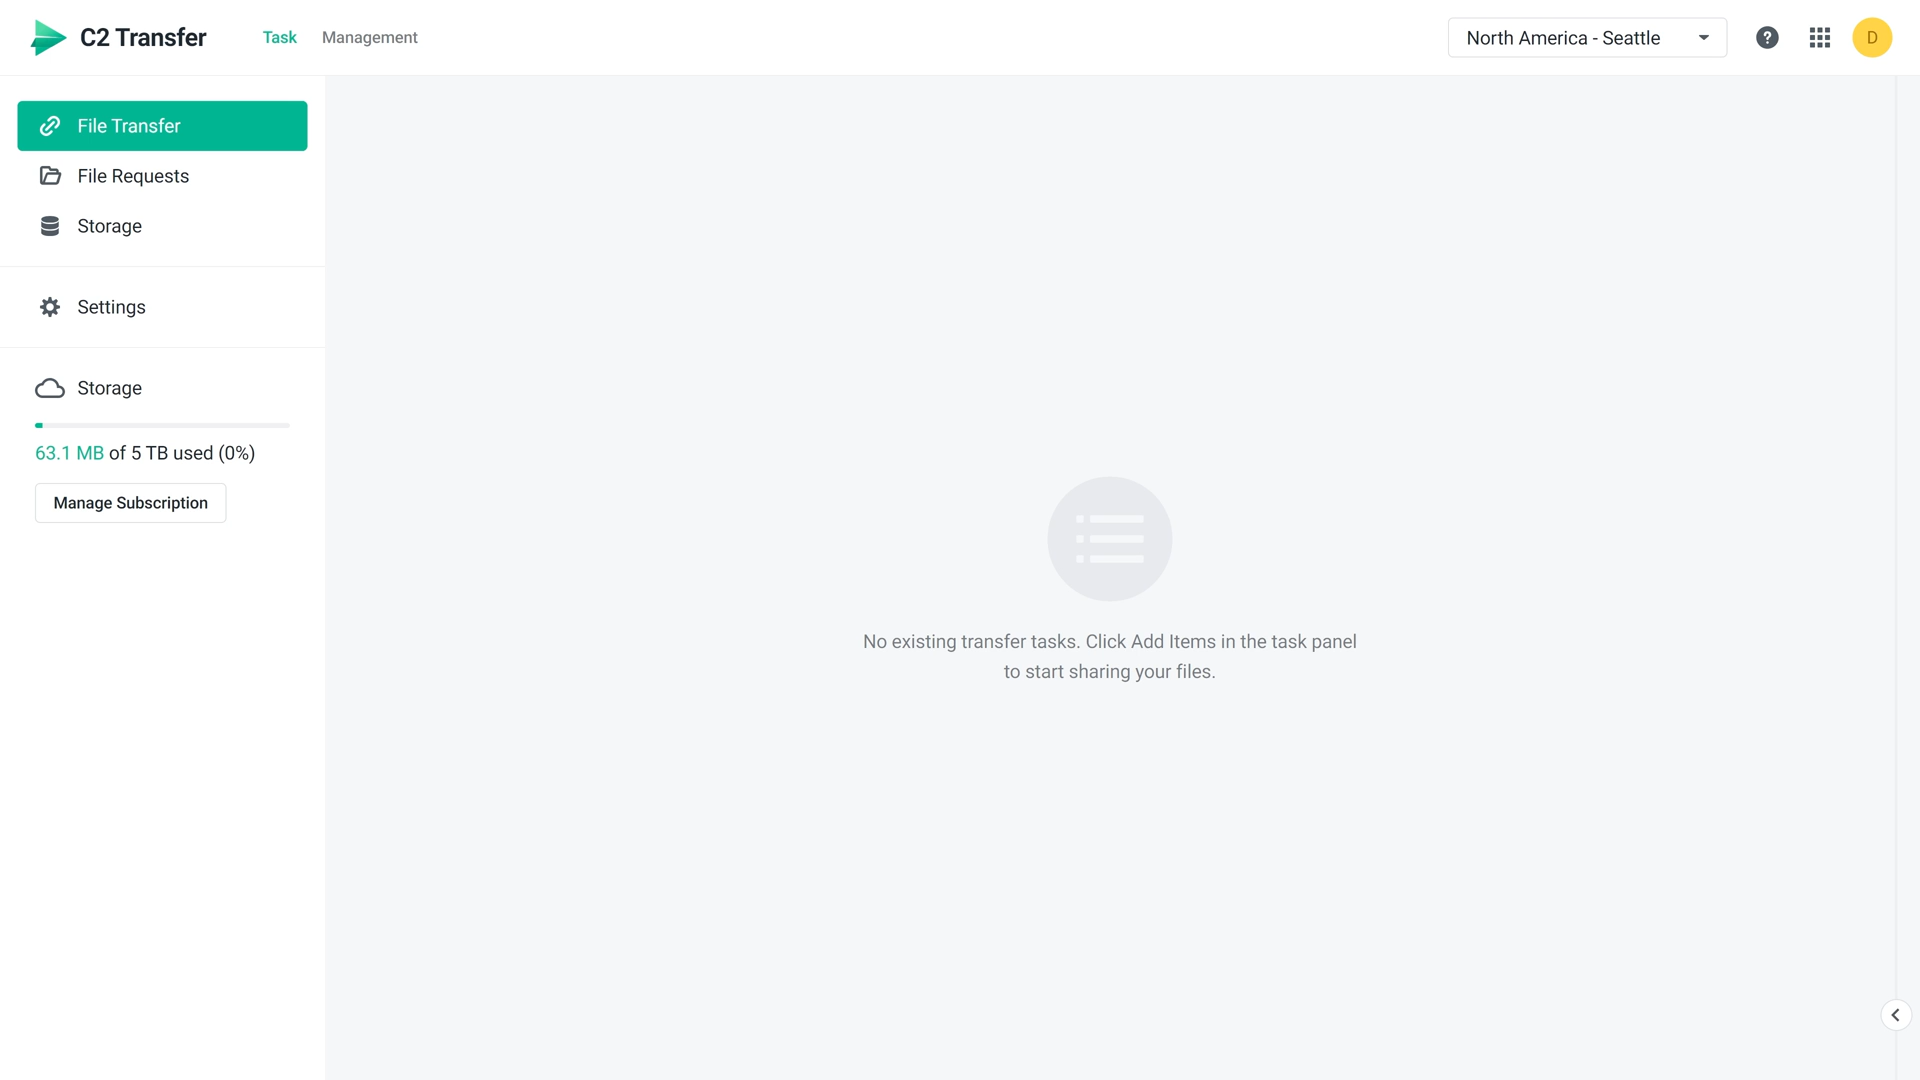 C2 Transfer
Task
Management
North America - Seattle
?
D
File Transfer
File Requests
Storage
Settings
Storage
63.1 MB of 5 TB used (0%)
Manage Subscription
No existing transfer tasks. Click Add Items in the task panel
to start sharing your files.